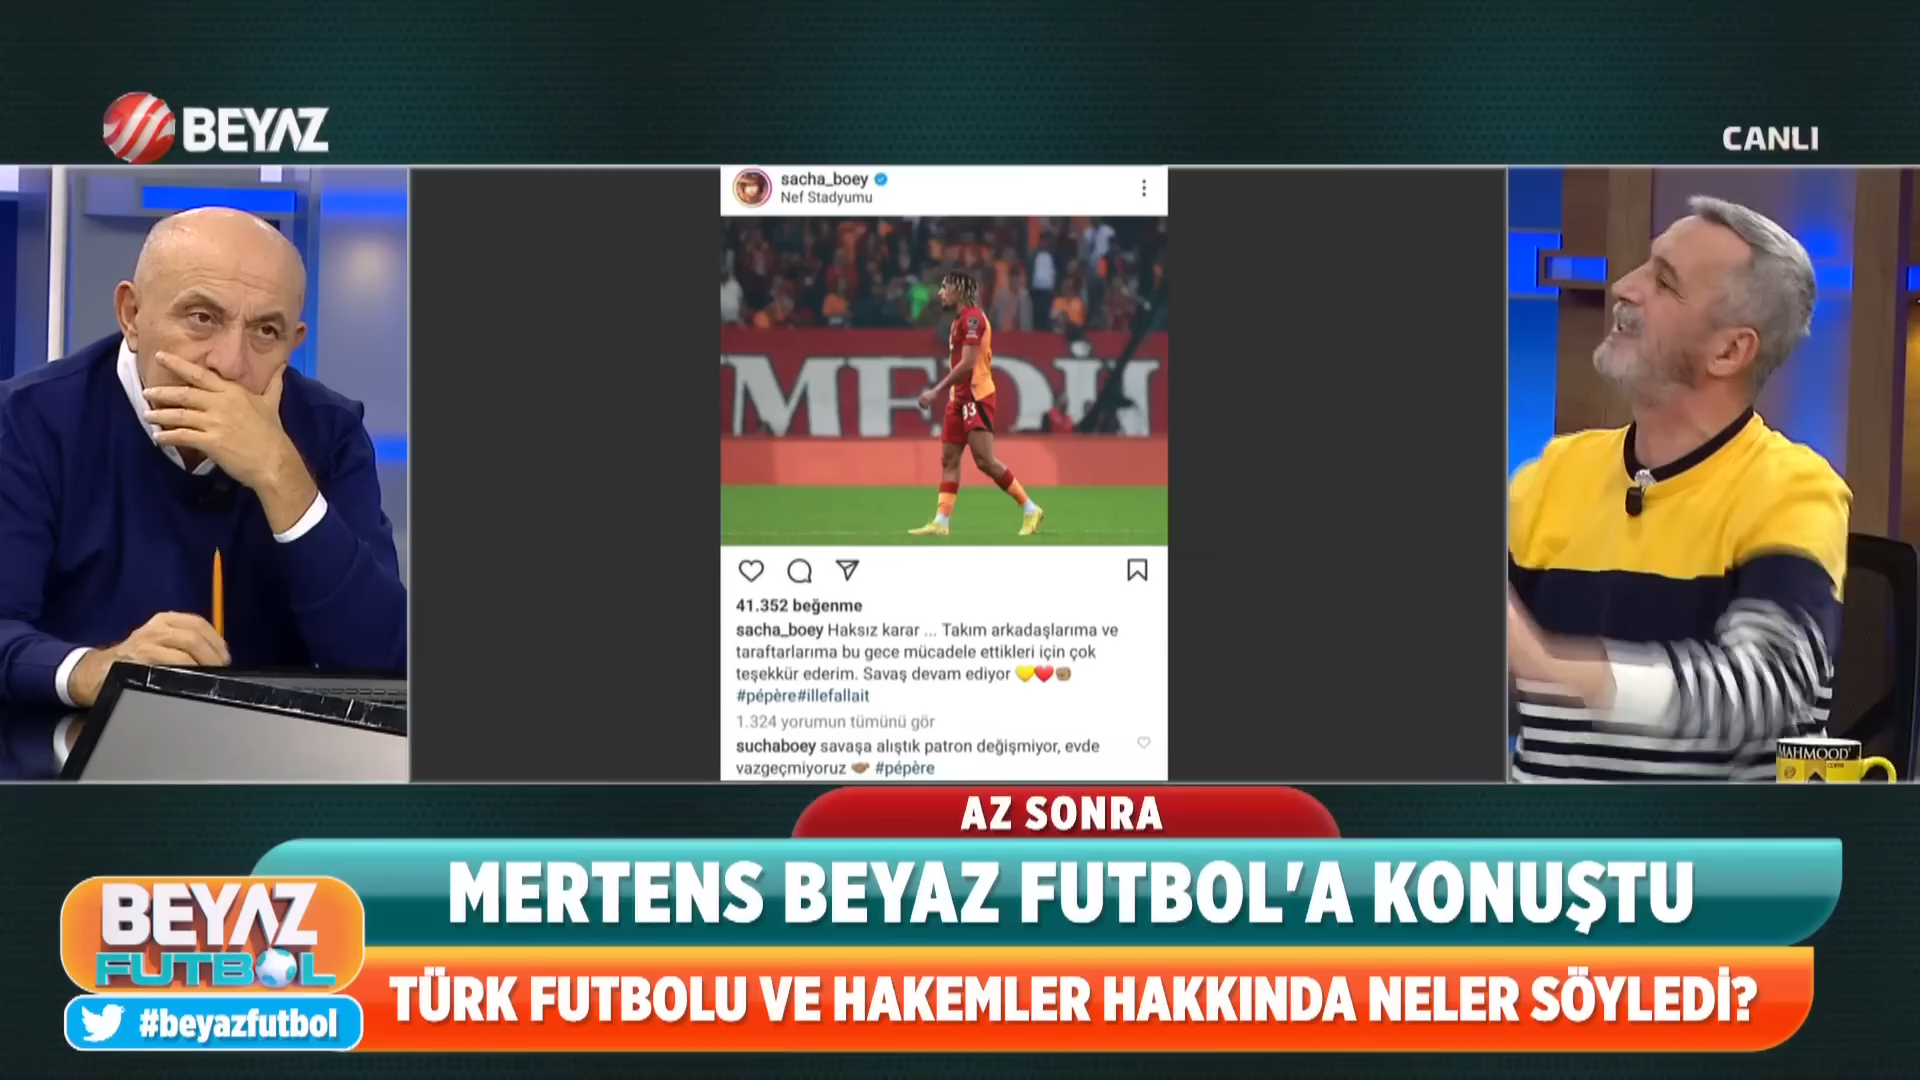 BEYAZ
CANLI
sacha_boey
Nef Stadyumu
MEDİ
93
41.352 beğenme
sacha_boey Haksız karar ... Takım arkadaşlarıma ve
taraftarlarıma bu gece mücadele ettikleri için çok
teşekkür ederim. Savaş devam ediyor 💛❤️✊🏽
#pépère#illefallait
1.324 yorumun tümünü gör
suchaboey savaşa alıştık patron değişmiyor, evde
vazgeçmiyoruz 🤝🏽 #pépère
MAHMOOD
AZ SONRA
MERTENS BEYAZ FUTBOL'A KONUŞTU
BEYAZ
FUTBOL
TÜRK FUTBOLU VE HAKEMLER HAKKINDA NELER SÖYLEDİ?
#beyazfutbol